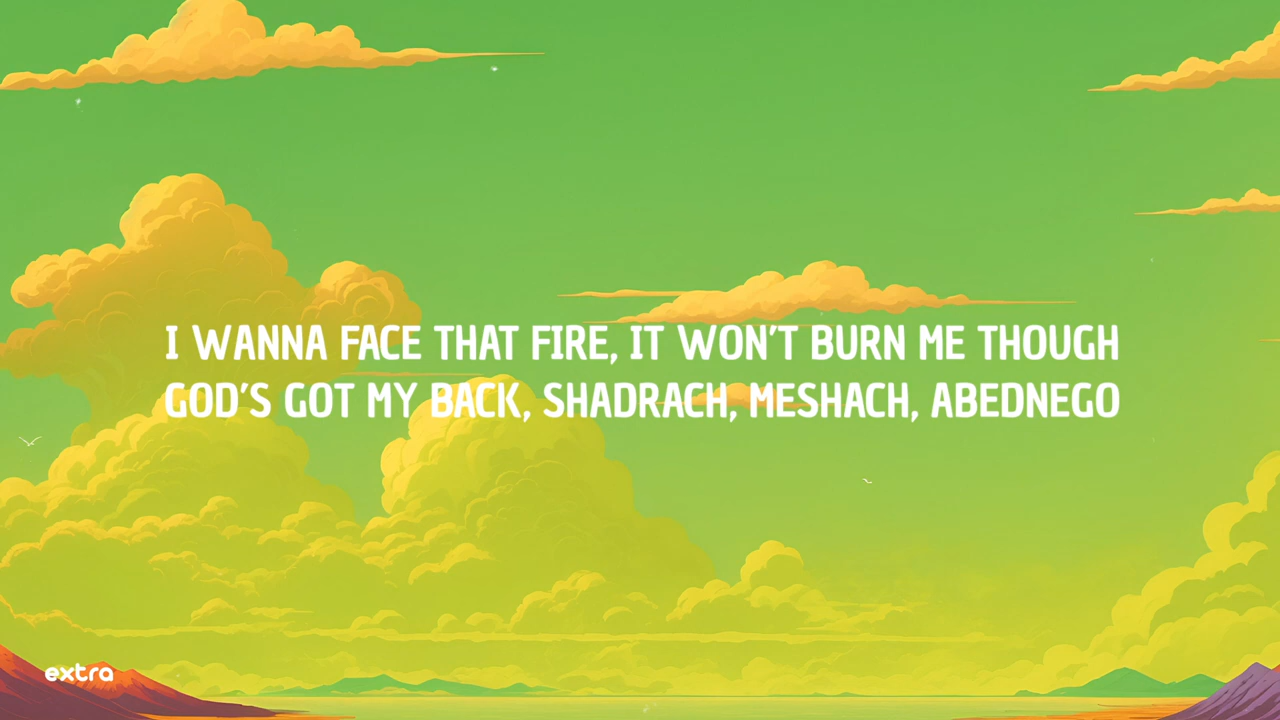 I WANNA FACE THAT FIRE, IT WON'T BURN ME THOUGH
GOD'S GOT MY BACK, SHADRACH, MESHACH, ABEDNEGO
extra